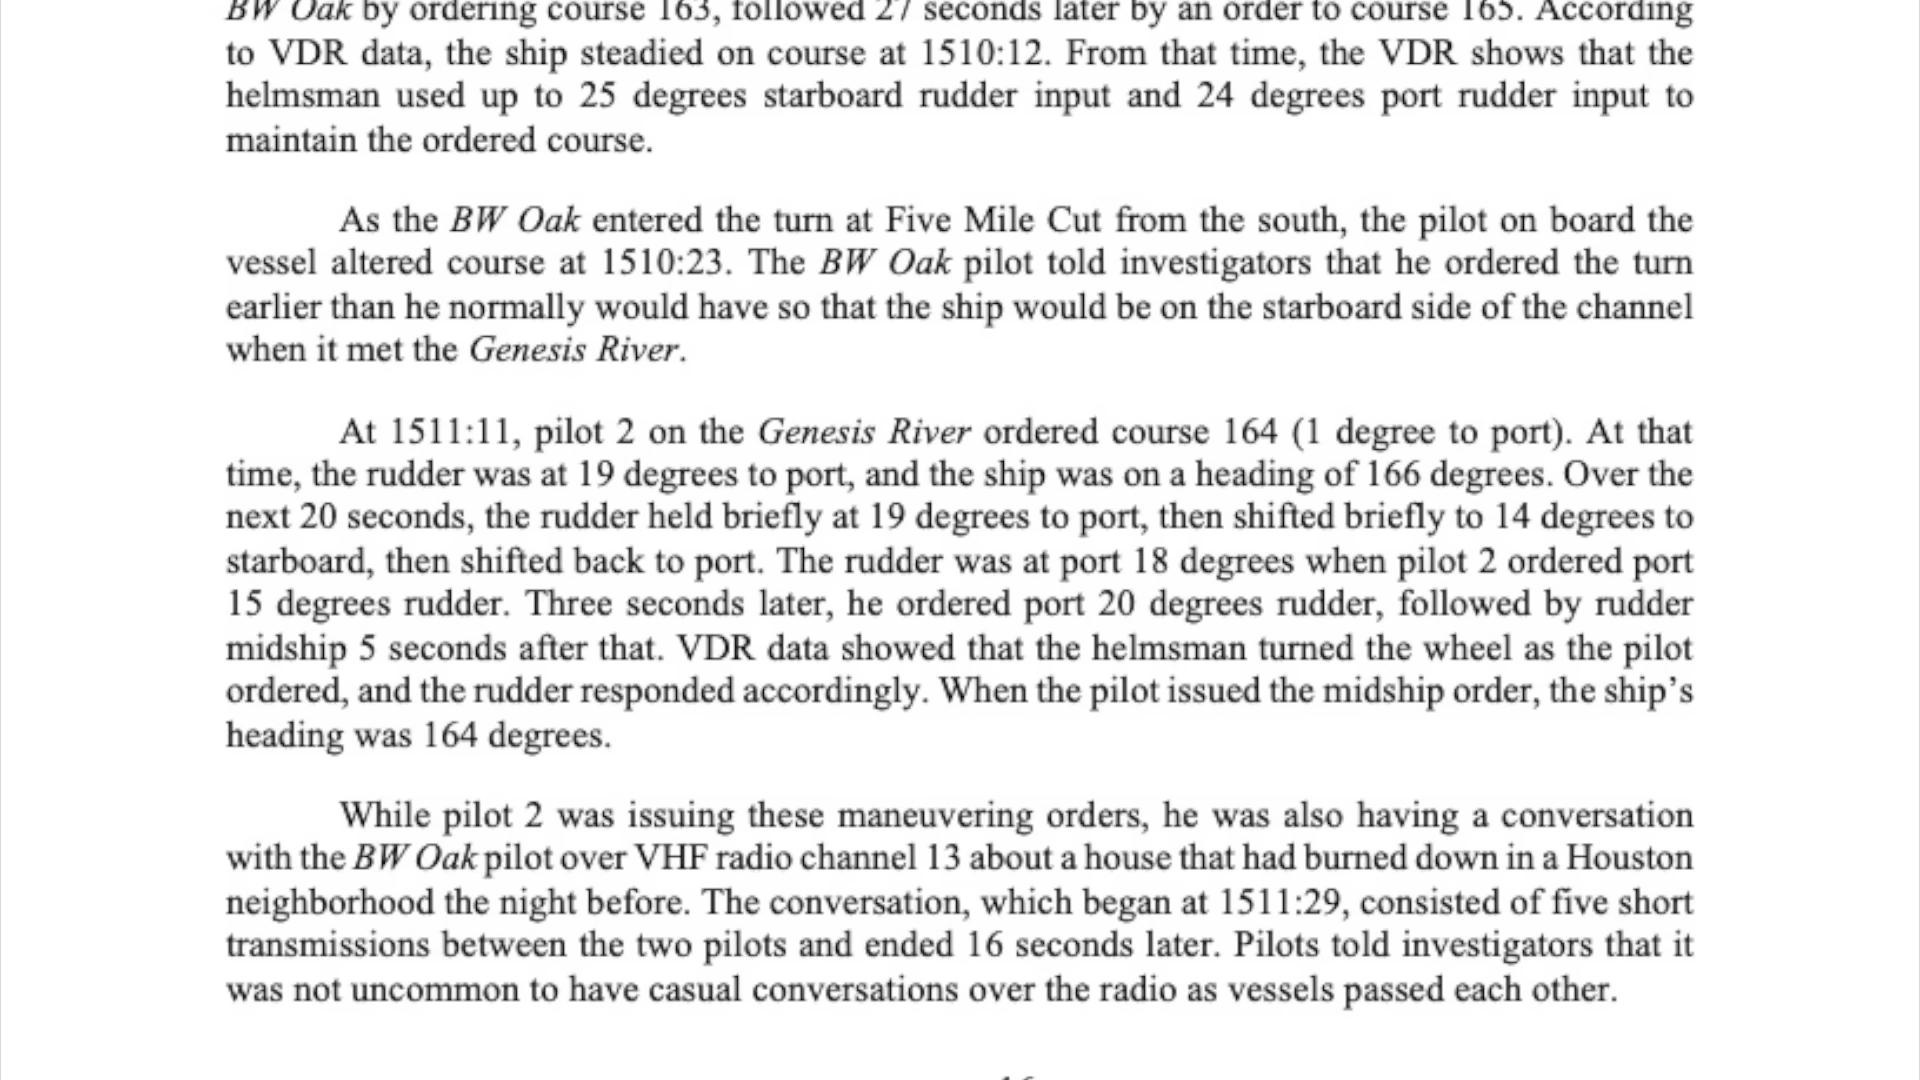 BW Oak by ordering course 163, followed 27 seconds later by an order to course 165. According
to VDR data, the ship steadied on course at 1510:12. From that time, the VDR shows that the
helmsman used up to 25 degrees starboard rudder input and 24 degrees port rudder input to
maintain the ordered course.
As the BW Oak entered the turn at Five Mile Cut from the south, the pilot on board the
vessel altered course at 1510:23. The BW Oak pilot told investigators that he ordered the turn
earlier than he normally would have so that the ship would be on the starboard side of the channel
when it met the Genesis River.
At 1511:11, pilot 2 on the Genesis River ordered course 164 (1 degree to port). At that
time, the rudder was at 19 degrees to port, and the ship was on a heading of 166 degrees. Over the
next 20 seconds, the rudder held briefly at 19 degrees to port, then shifted briefly to 14 degrees to
starboard, then shifted back to port. The rudder was at port 18 degrees when pilot 2 ordered port
15 degrees rudder. Three seconds later, he ordered port 20 degrees rudder, followed by rudder
midship 5 seconds after that. VDR data showed that the helmsman turned the wheel as the pilot
ordered, and the rudder responded accordingly. When the pilot issued the midship order, the ship’s
heading was 164 degrees.
While pilot 2 was issuing these maneuvering orders, he was also having a conversation
with the BW Oak pilot over VHF radio channel 13 about a house that had burned down in a Houston
neighborhood the night before. The conversation, which began at 1511:29, consisted of five short
transmissions between the two pilots and ended 16 seconds later. Pilots told investigators that it
was not uncommon to have casual conversations over the radio as vessels passed each other.